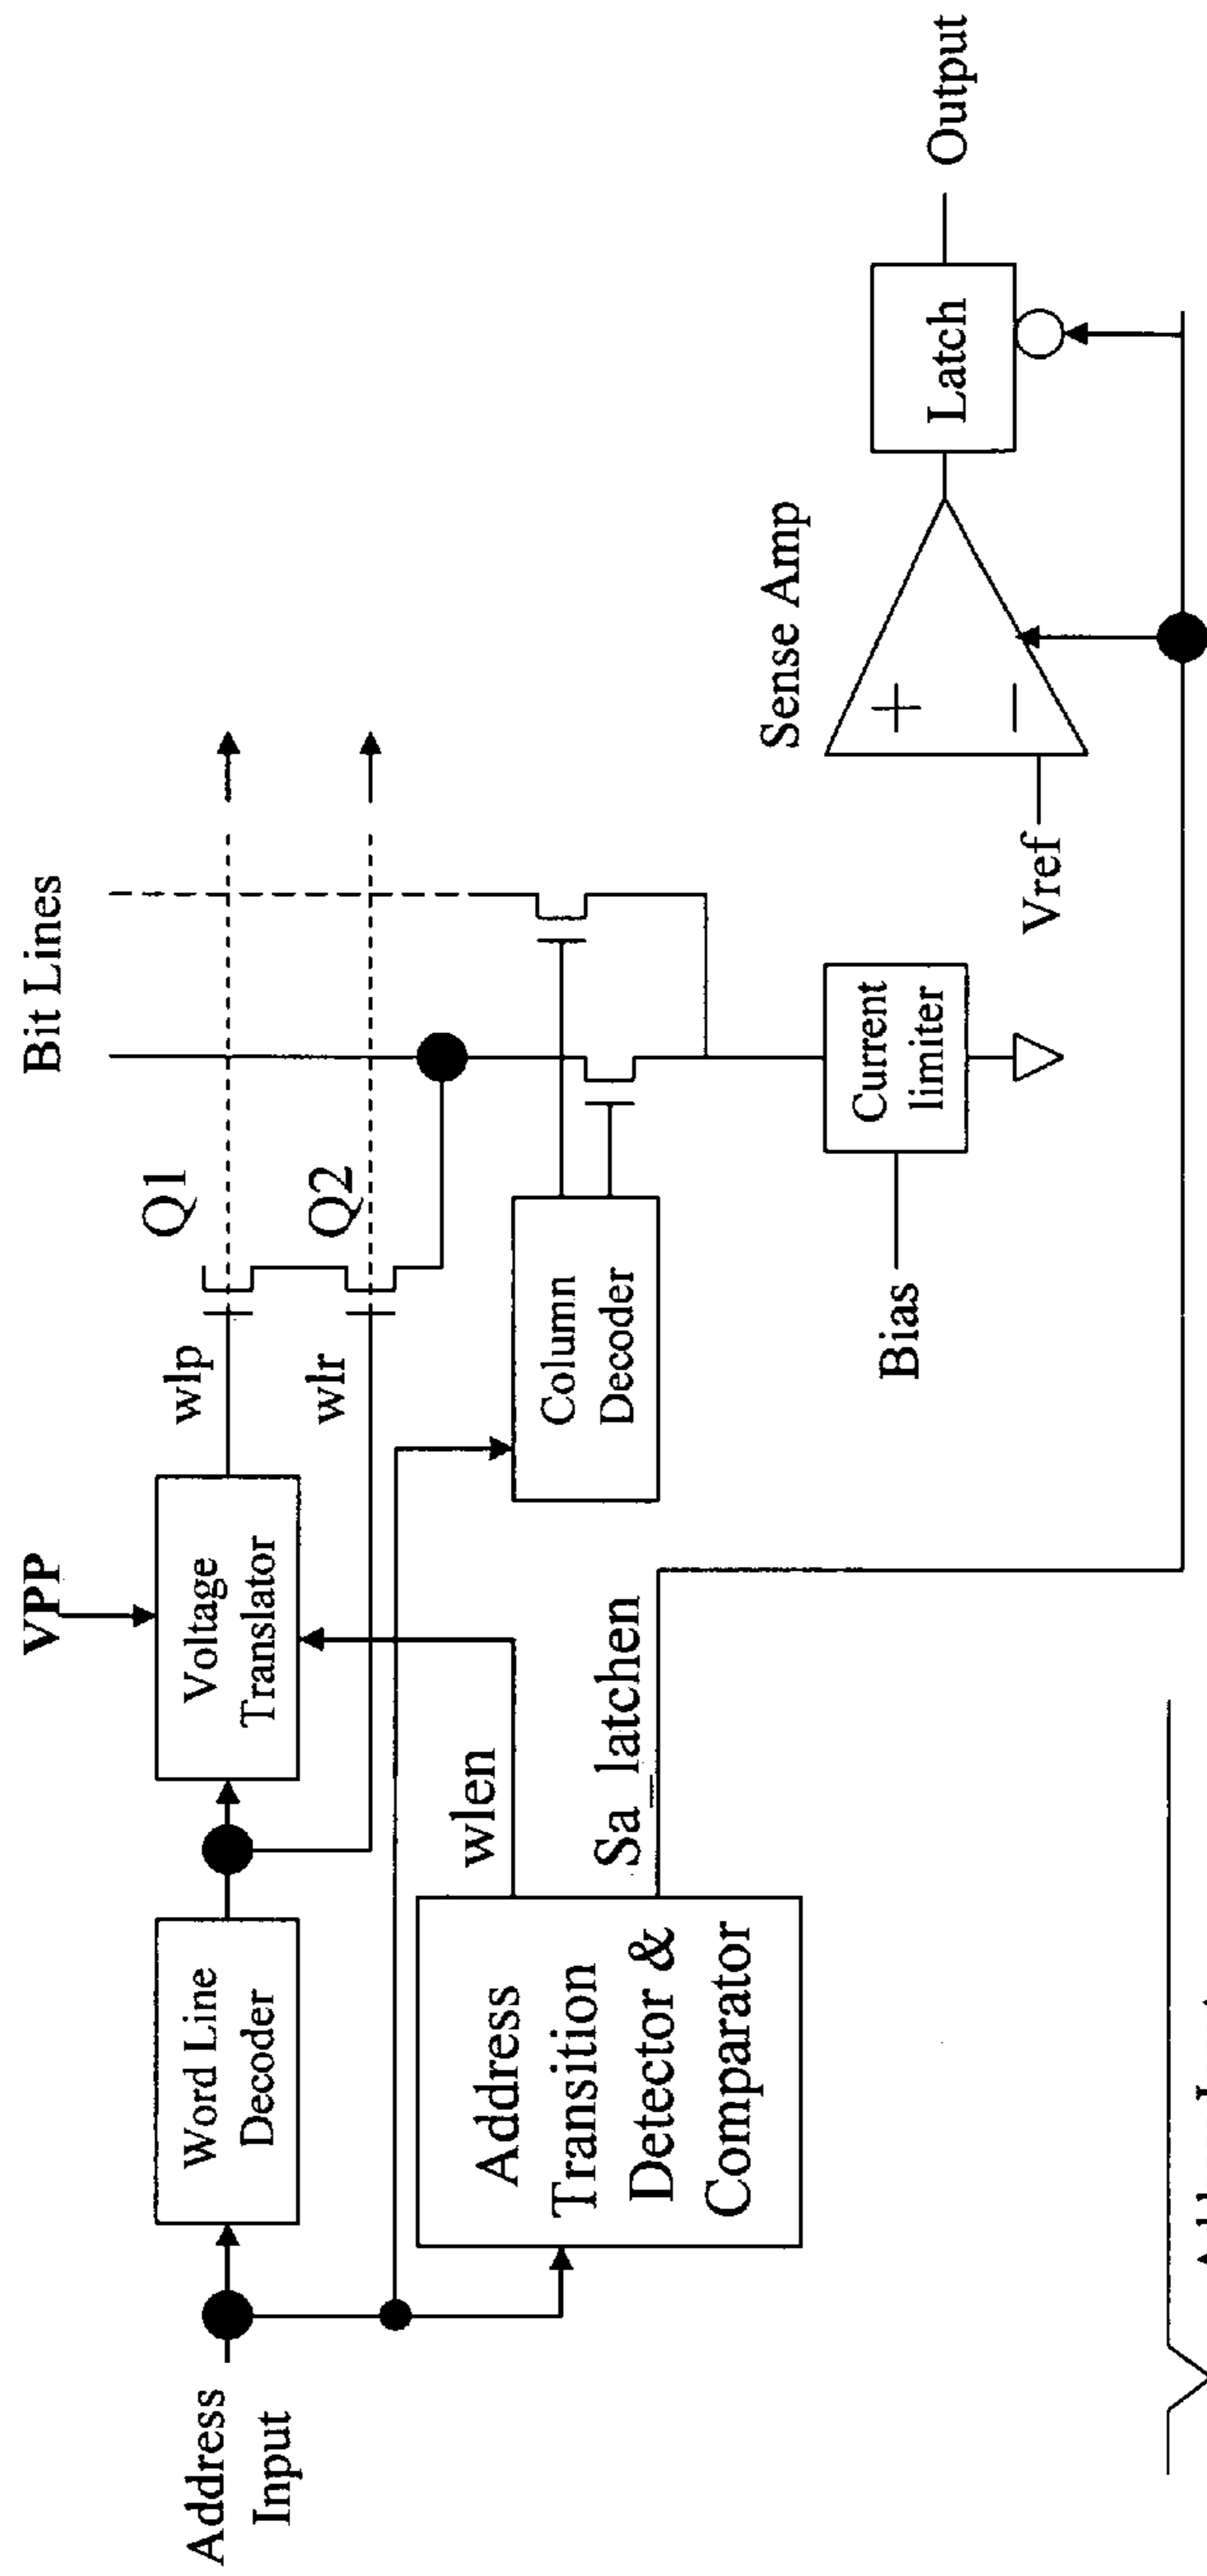 Address
Input
Word Line
Decoder
VPP
Voltage
Translator
wlp
wlr
Q1
Q2
Bit Lines
wlen
Sa_latchen
Address
Transition
Detector &
Comparator
Column
Decoder
Bias
Current
limiter
Vref
Sense Amp
+
−
Latch
Output